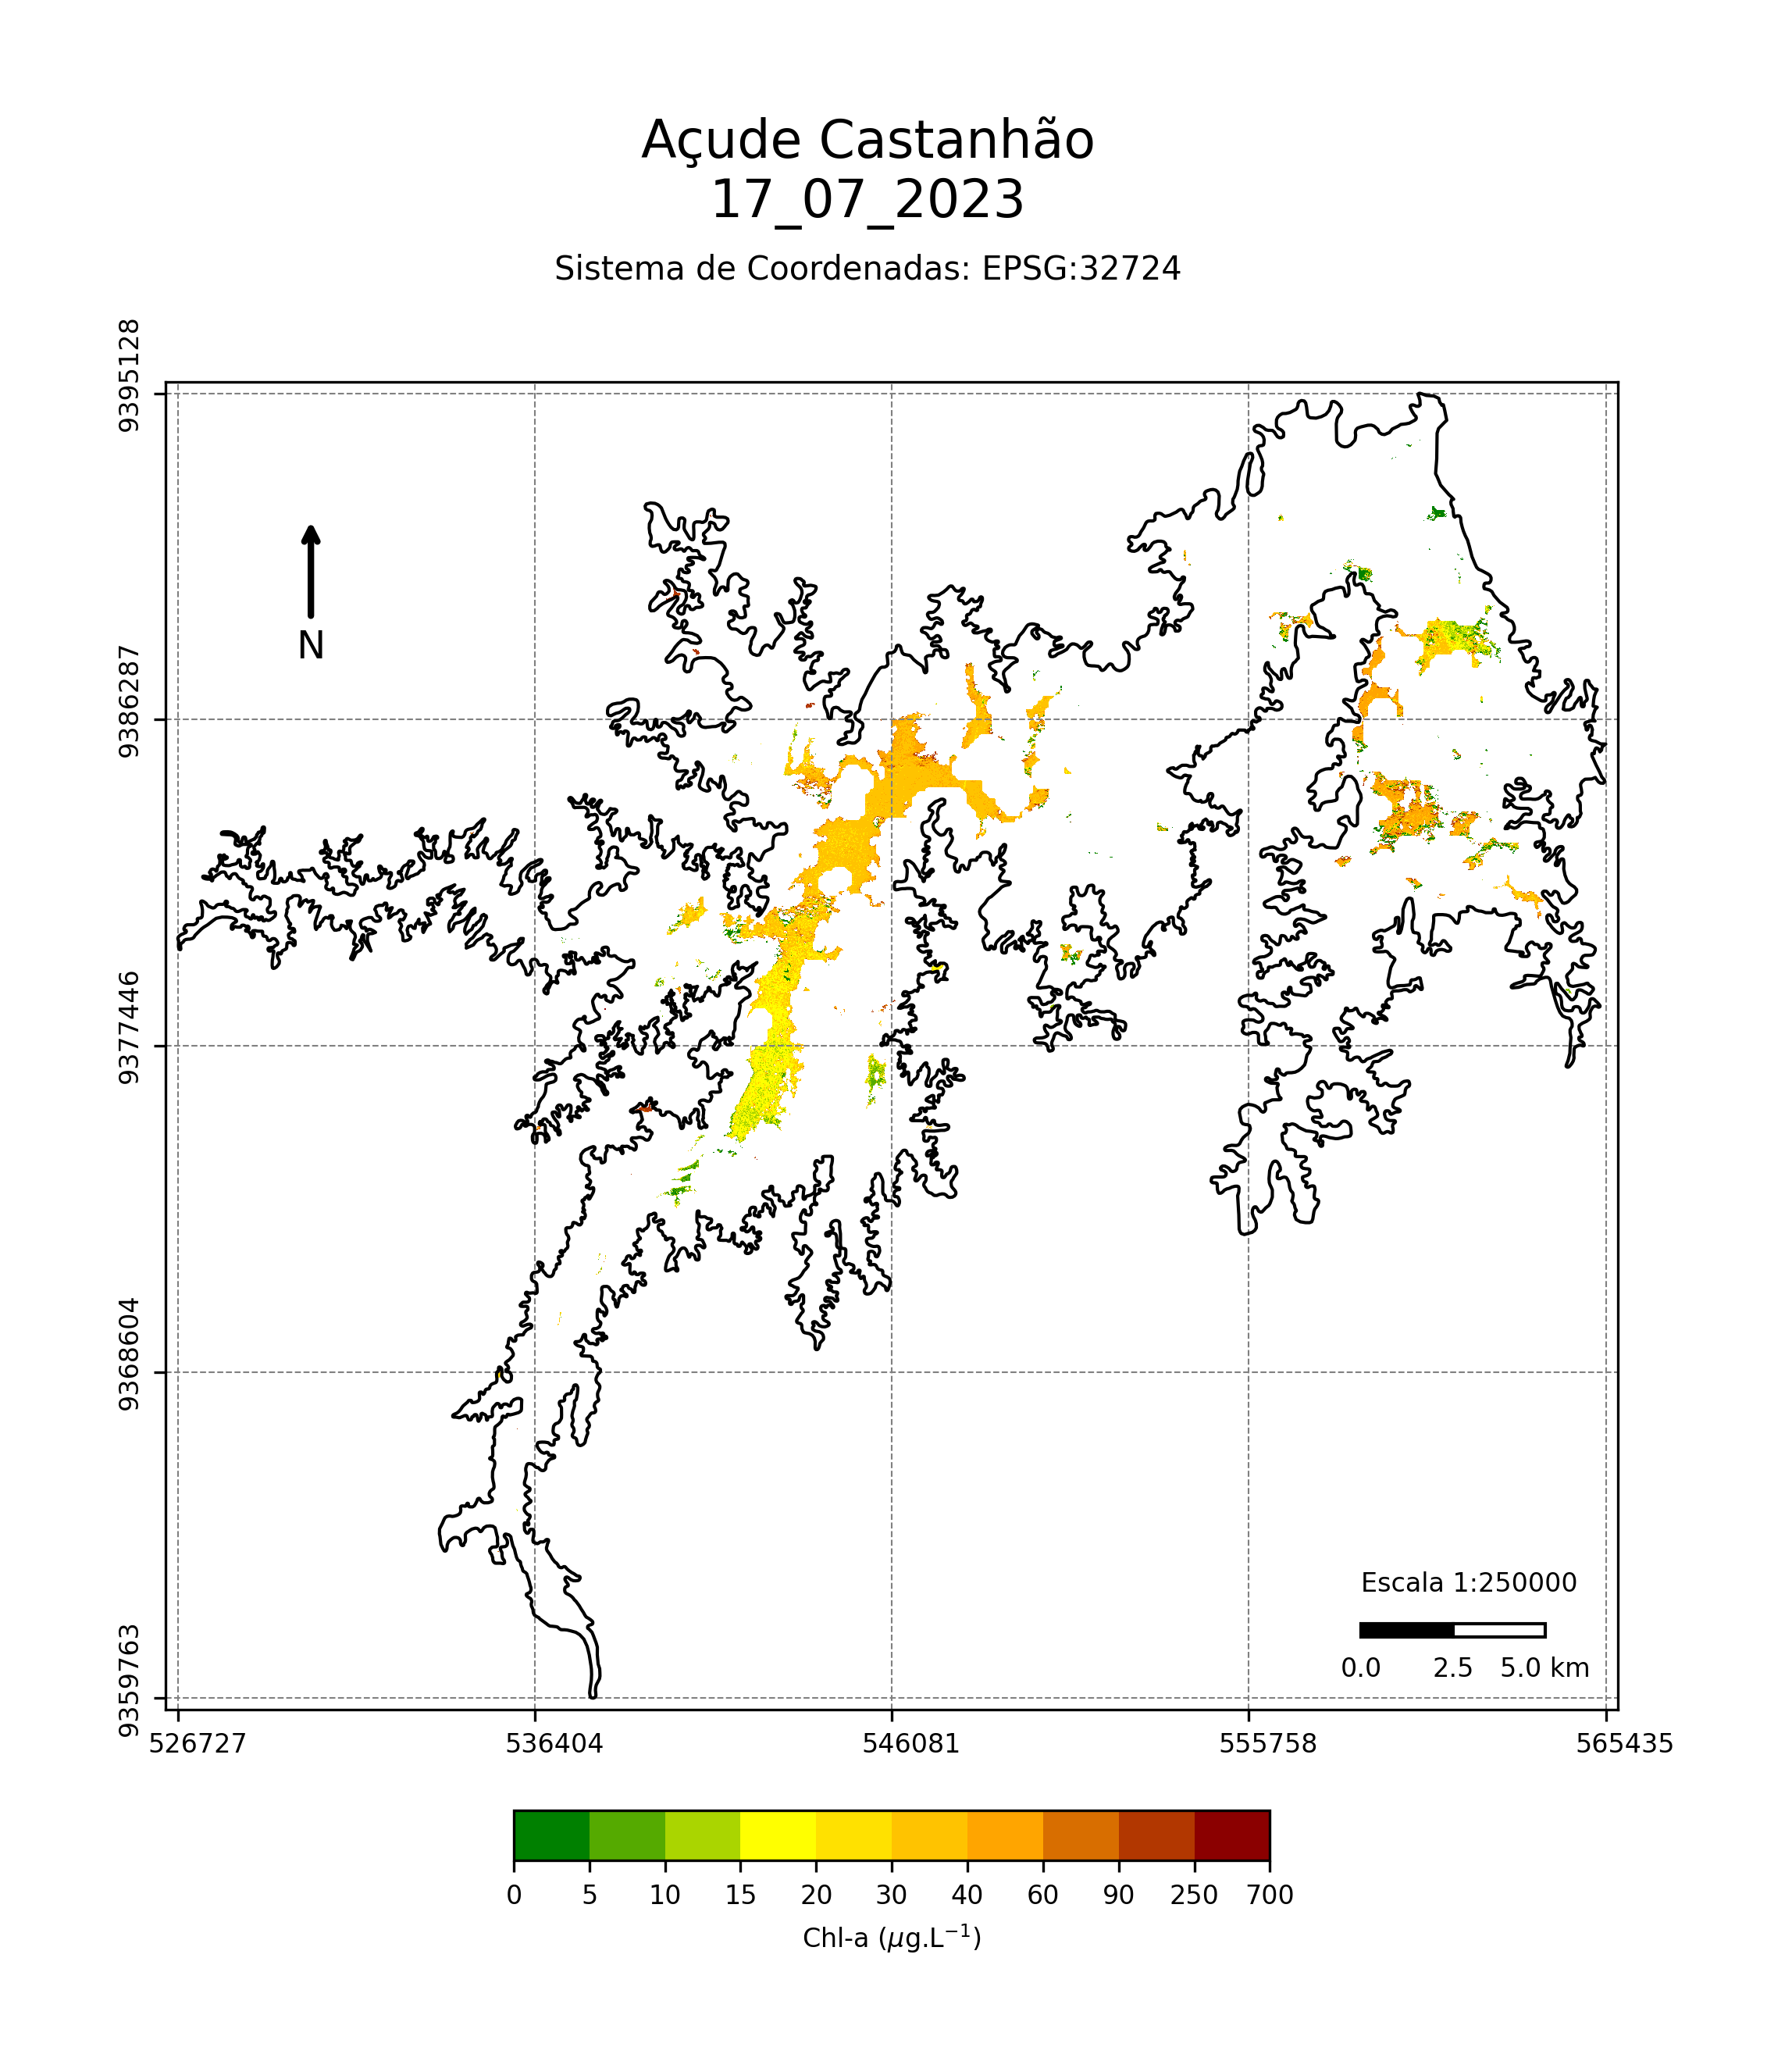 Açude Castanhão
17_07_2023
Sistema de Coordenadas: EPSG:32724
9395128
9386287
9377446
9368604
9359763
N
Escala 1:250000
0.0 2.5 5.0 km
526727 536404 546081 555758 565435
0 5 10 15 20 30 40 60 90 250 700
Chl-a (μg.L⁻¹)